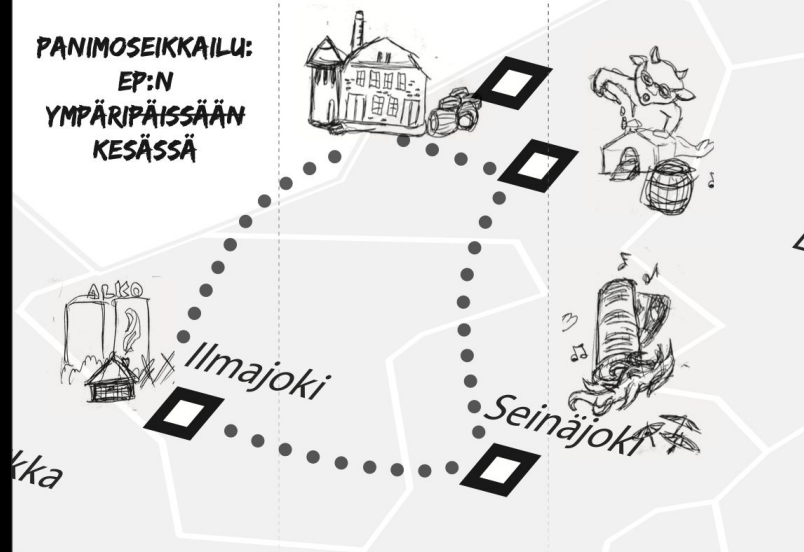 PANIMOSEIKKAILU:
EP:N
YMPÄRIPÄISSÄÄN
KESÄSSÄ
ALKO
Ilmajoki
Seinäjoki
kka